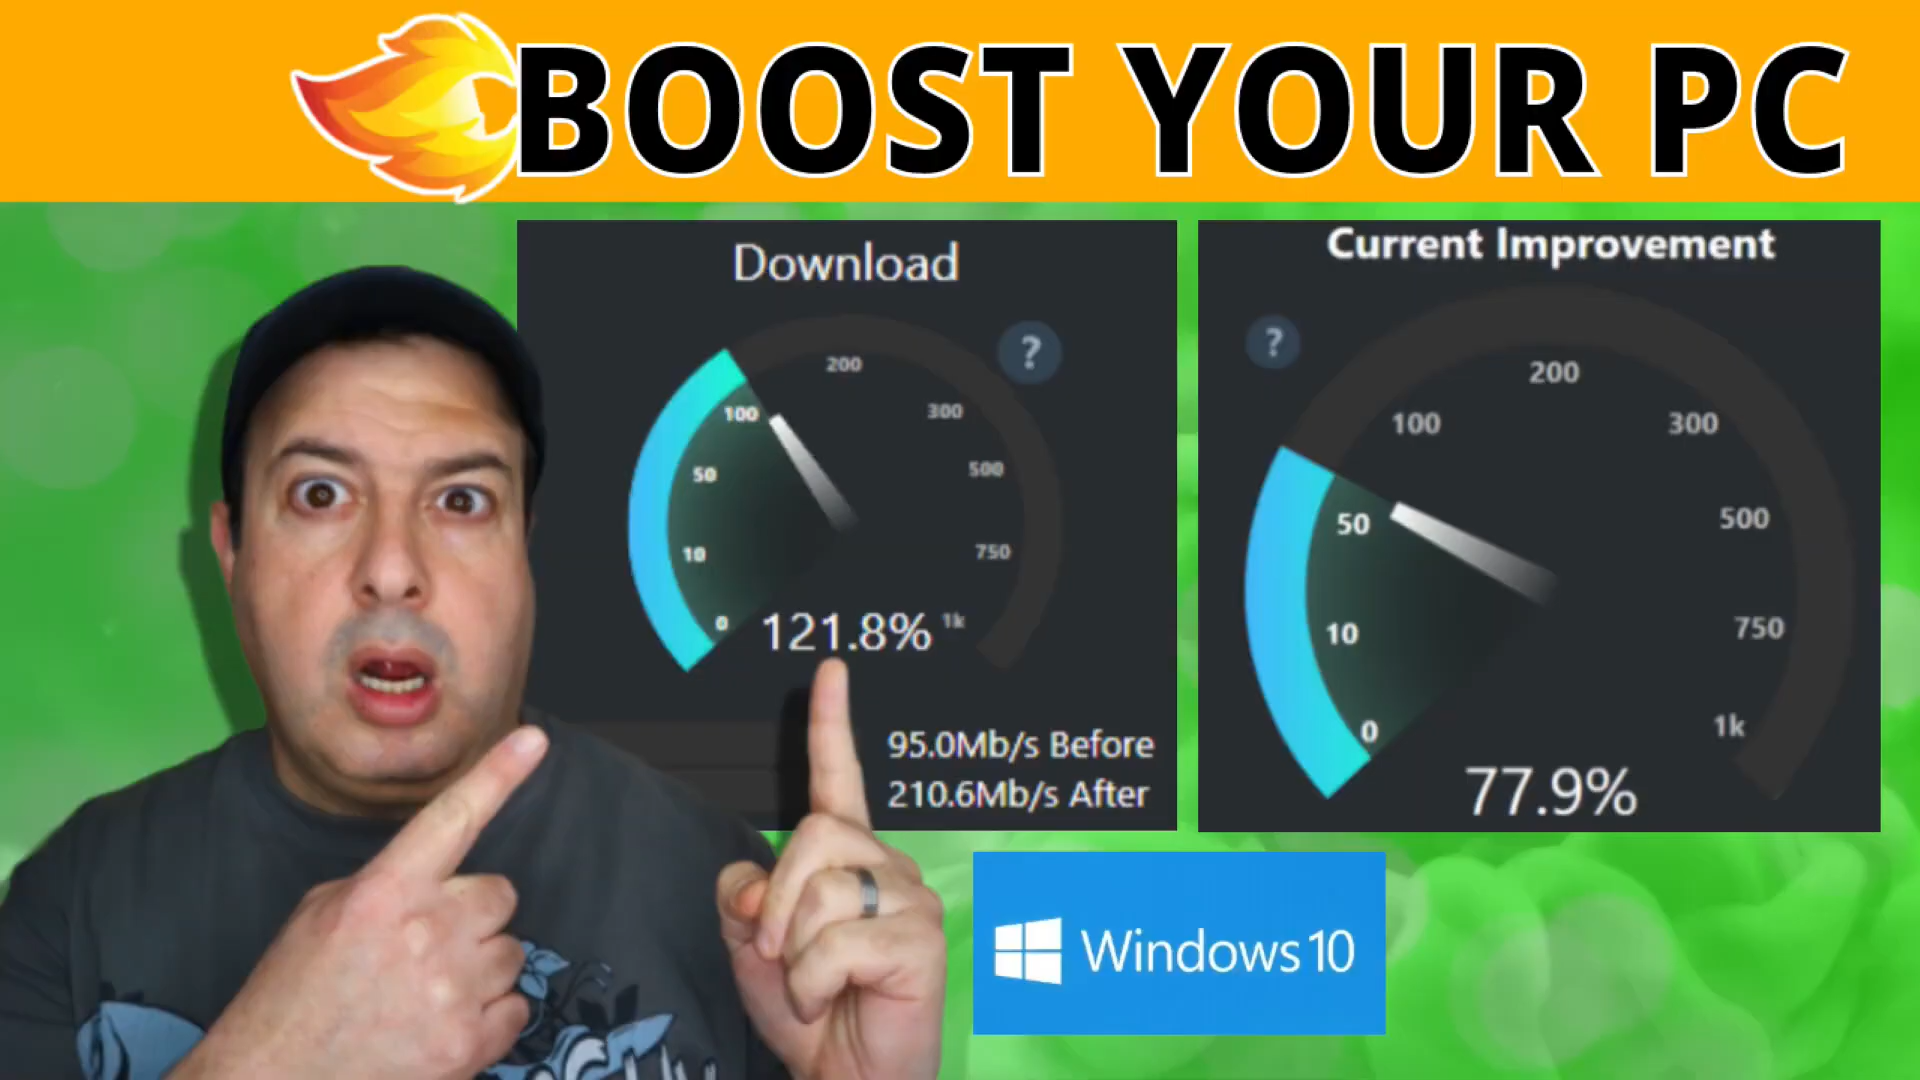 BOOST YOUR PC
Download
?
200
100
300
50
500
10
750
0
121.8%
1k
95.0Mb/s Before
210.6Mb/s After
Current Improvement
?
200
100
300
50
500
10
750
0
1k
77.9%
Windows 10